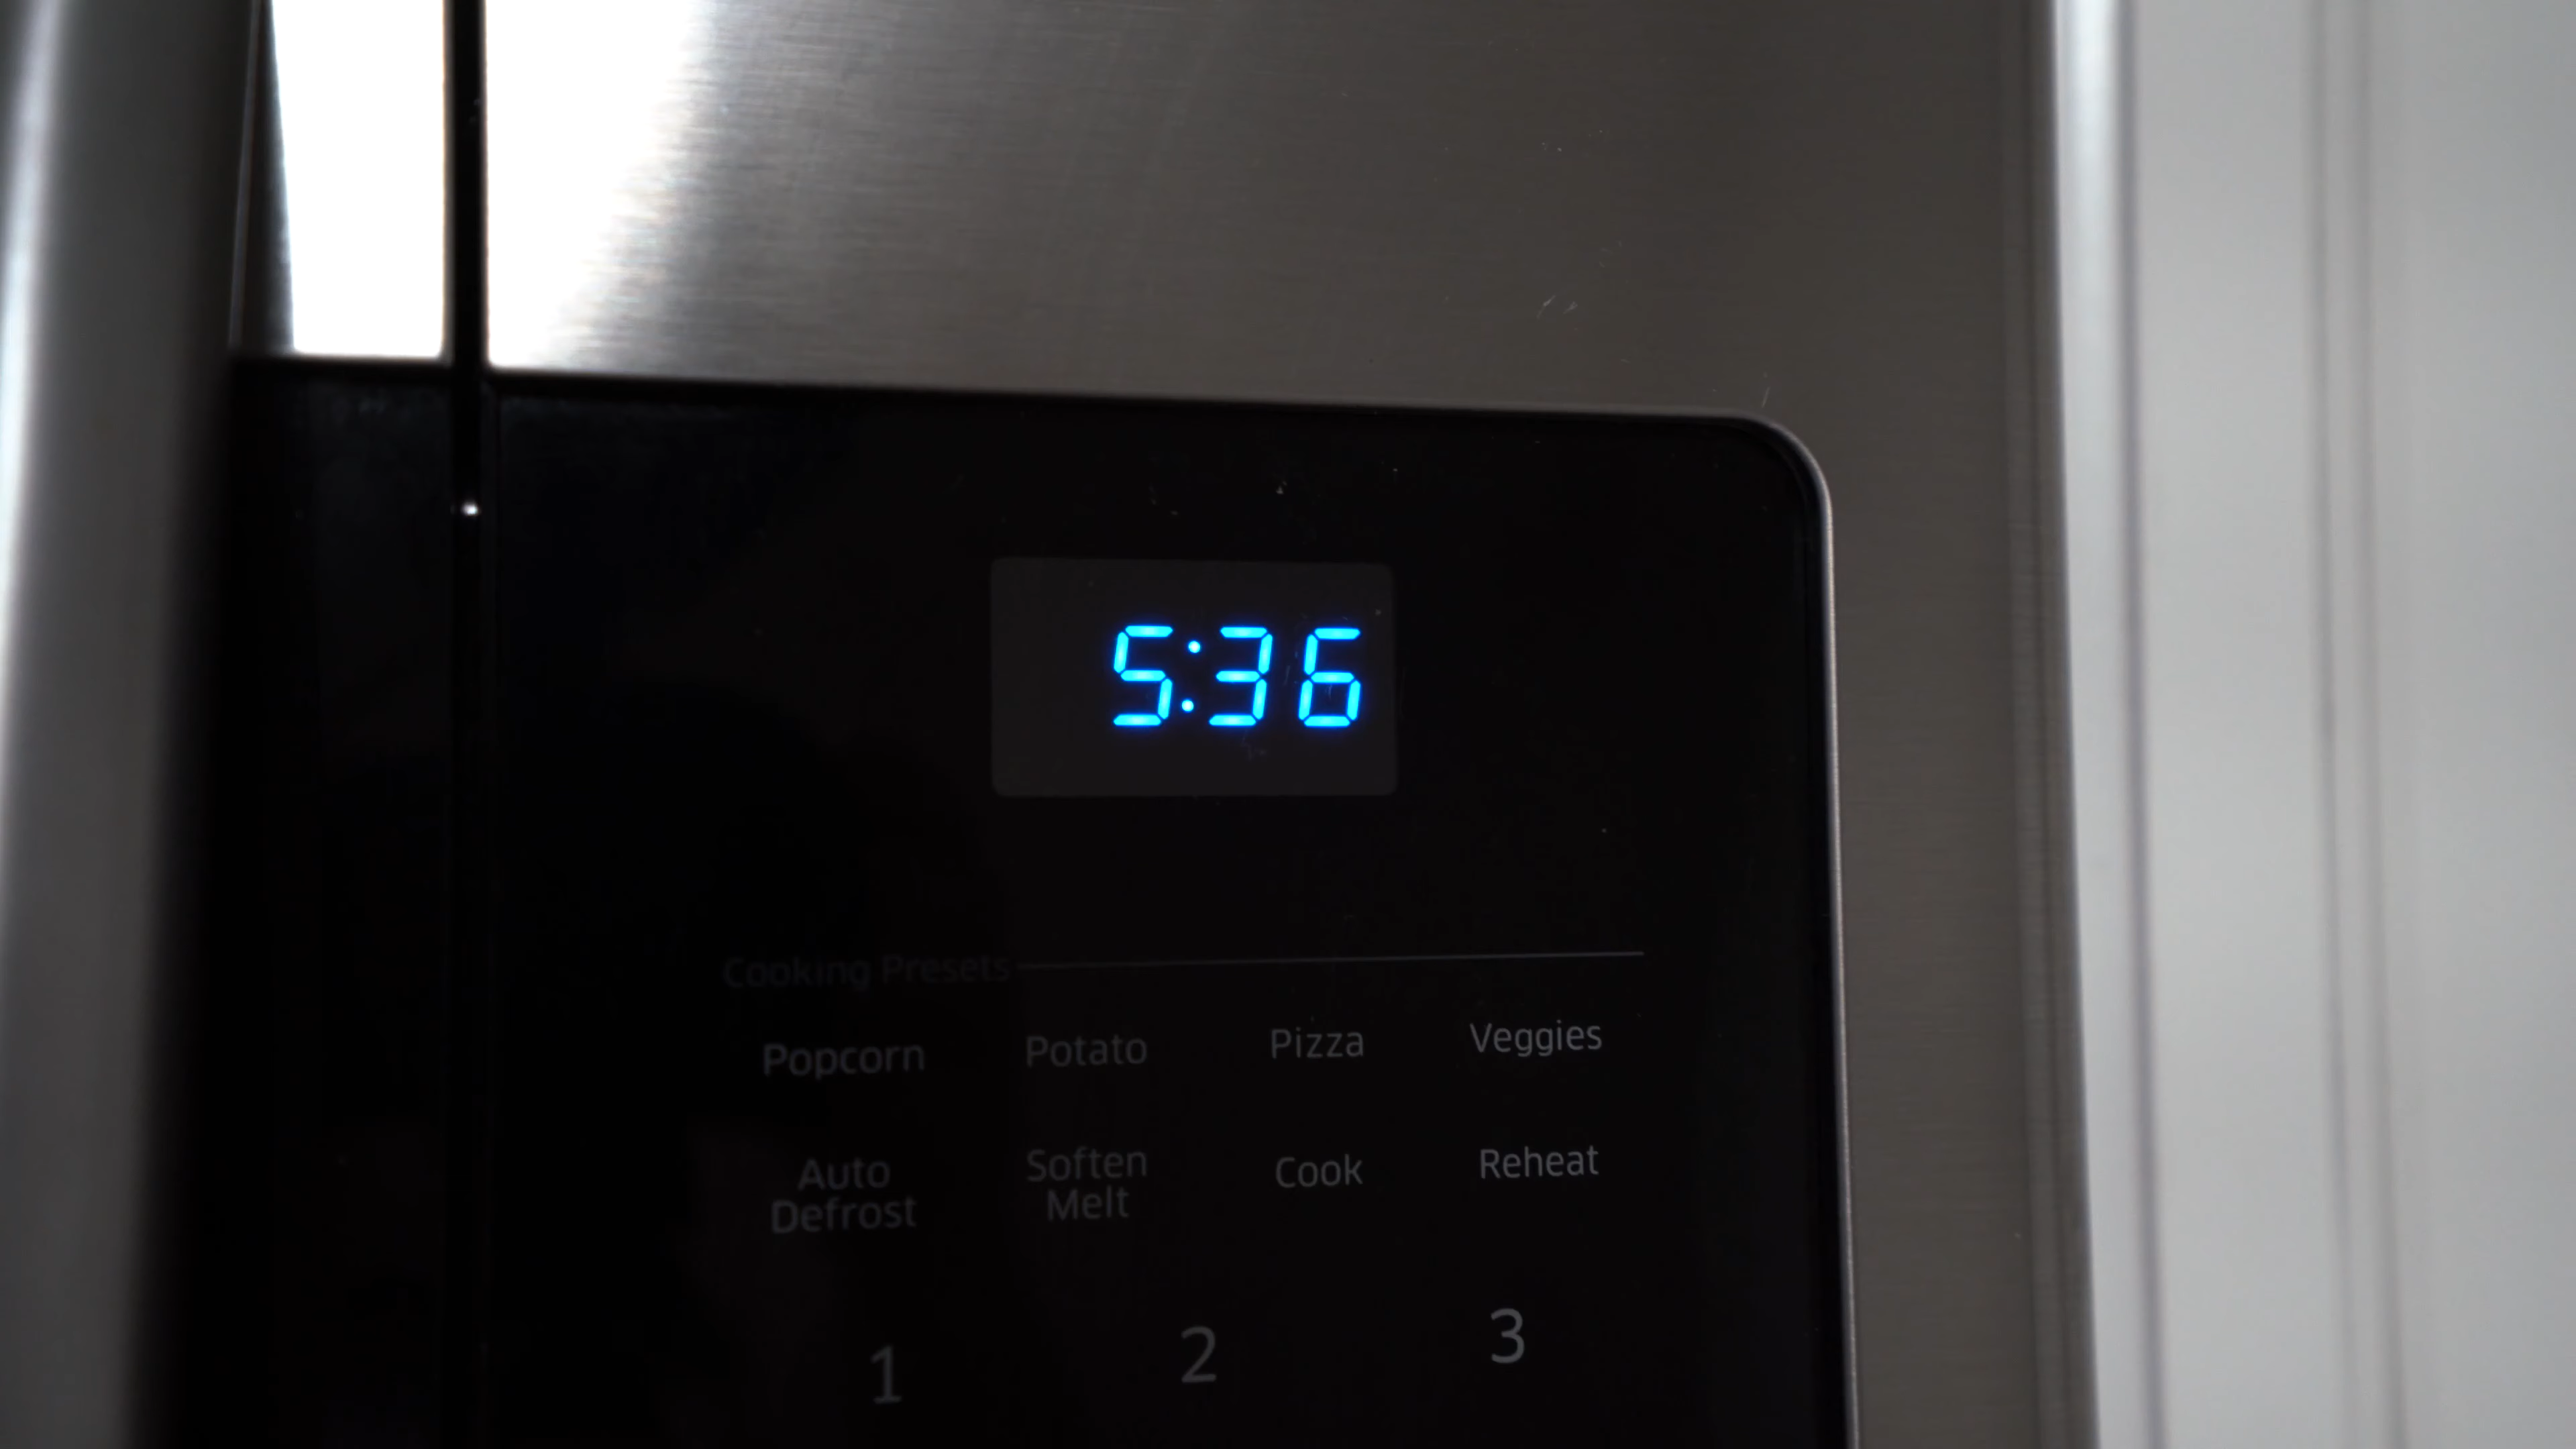 5:36
Cooking Presets
Popcorn Potato Pizza Veggies
Auto Defrost
Soften Melt
Cook Reheat
1 2 3